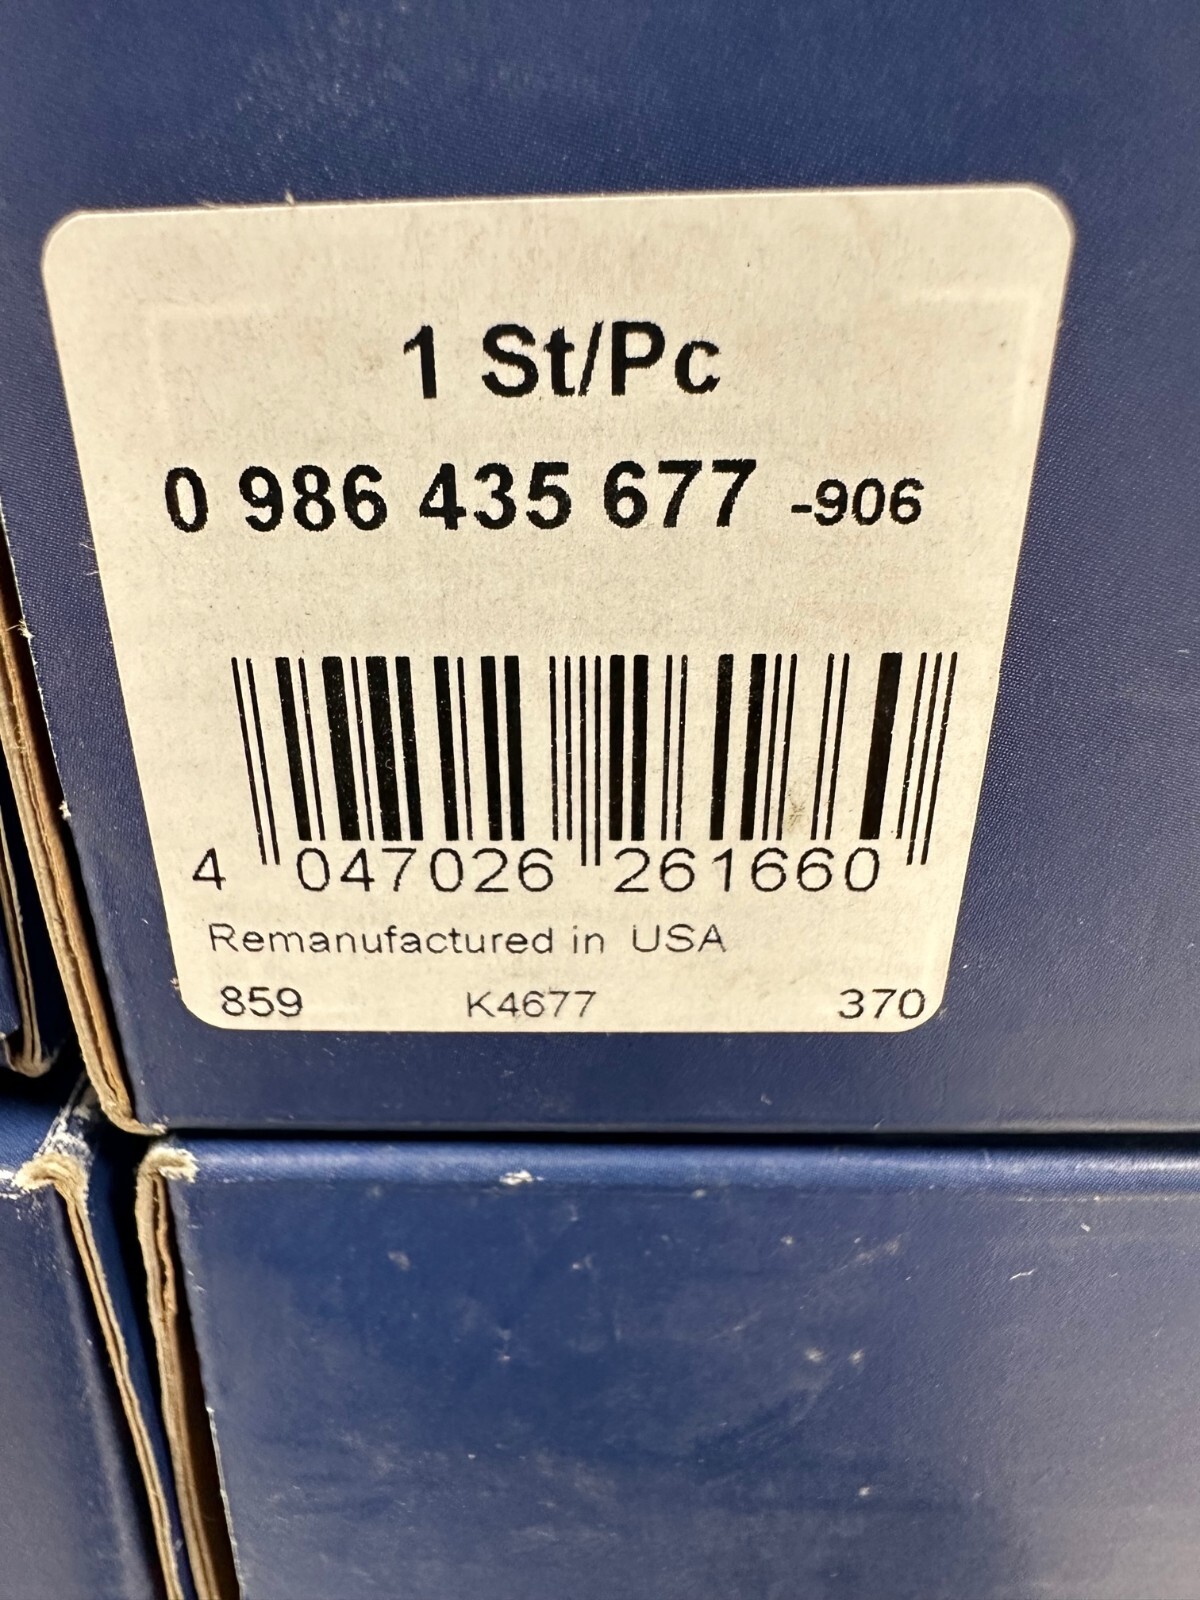 1 St/Pc
0 986 435 677 -906
4 047026 261660
Remanufactured in USA
859 K4677 370